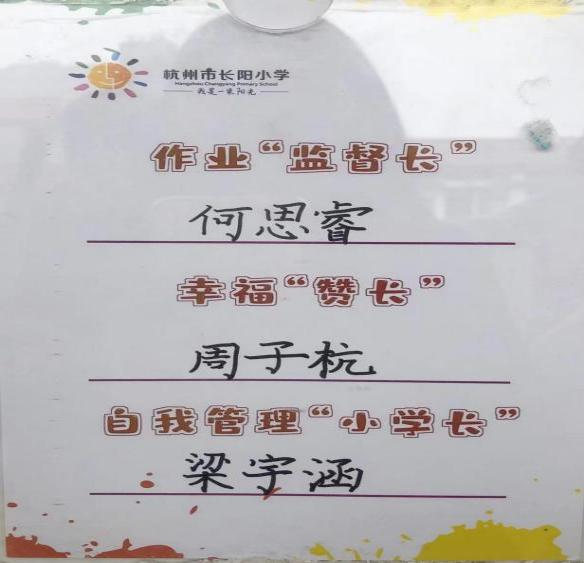 杭州市长阳小学
Hangzhou Changyang Primary School
我是一束阳光
作业“监督长”
何思睿
幸福“赞长”
周子杭
自我管理“小学长”
梁宇涵